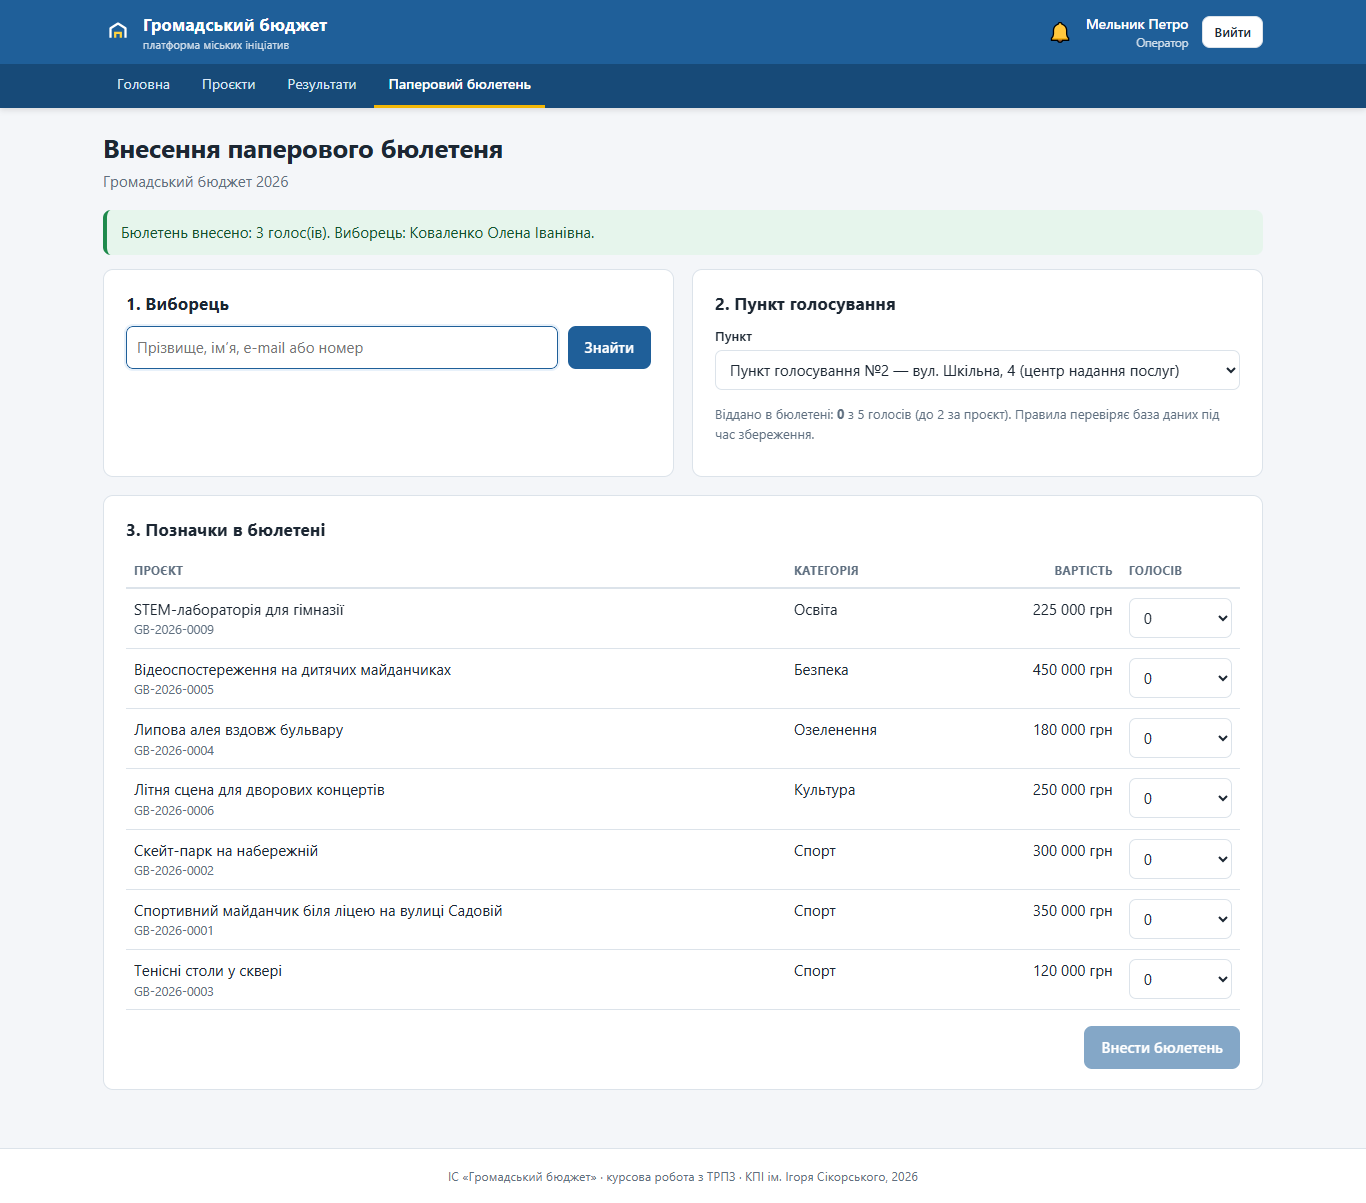 Громадський бюджет
платформа міських ініціатив
Мельник Петро
Оператор
Вийти
Головна
Проєкти
Результати
Паперовий бюлетень
Внесення паперового бюлетеня
Громадський бюджет 2026
Бюлетень внесено: 3 голос(ів). Виборець: Коваленко Олена Іванівна.
1. Виборець
Прізвище, ім'я, e-mail або номер
Знайти
2. Пункт голосування
Пункт
Пункт голосування №2 — вул. Шкільна, 4 (центр надання послуг)
Віддано в бюлетені: 0 з 5 голосів (до 2 за проєкт). Правила перевіряє база даних під
час збереження.
3. Позначки в бюлетені
ПРОЄКТ КАТЕГОРІЯ ВАРТІСТЬ ГОЛОСІВ
STEM-лабораторія для гімназії Освіта 225 000 грн 0
GB-2026-0009
Відеоспостереження на дитячих майданчиках Безпека 450 000 грн 0
GB-2026-0005
Липова алея вздовж бульвару Озеленення 180 000 грн 0
GB-2026-0004
Літня сцена для дворових концертів Культура 250 000 грн 0
GB-2026-0006
Скейт-парк на набережній Спорт 300 000 грн 0
GB-2026-0002
Спортивний майданчик біля ліцею на вулиці Садовій Спорт 350 000 грн 0
GB-2026-0001
Тенісні столи у сквері Спорт 120 000 грн 0
GB-2026-0003
Внести бюлетень
ІС «Громадський бюджет» · курсова робота з ТРПЗ · КПІ ім. Ігоря Сікорського, 2026